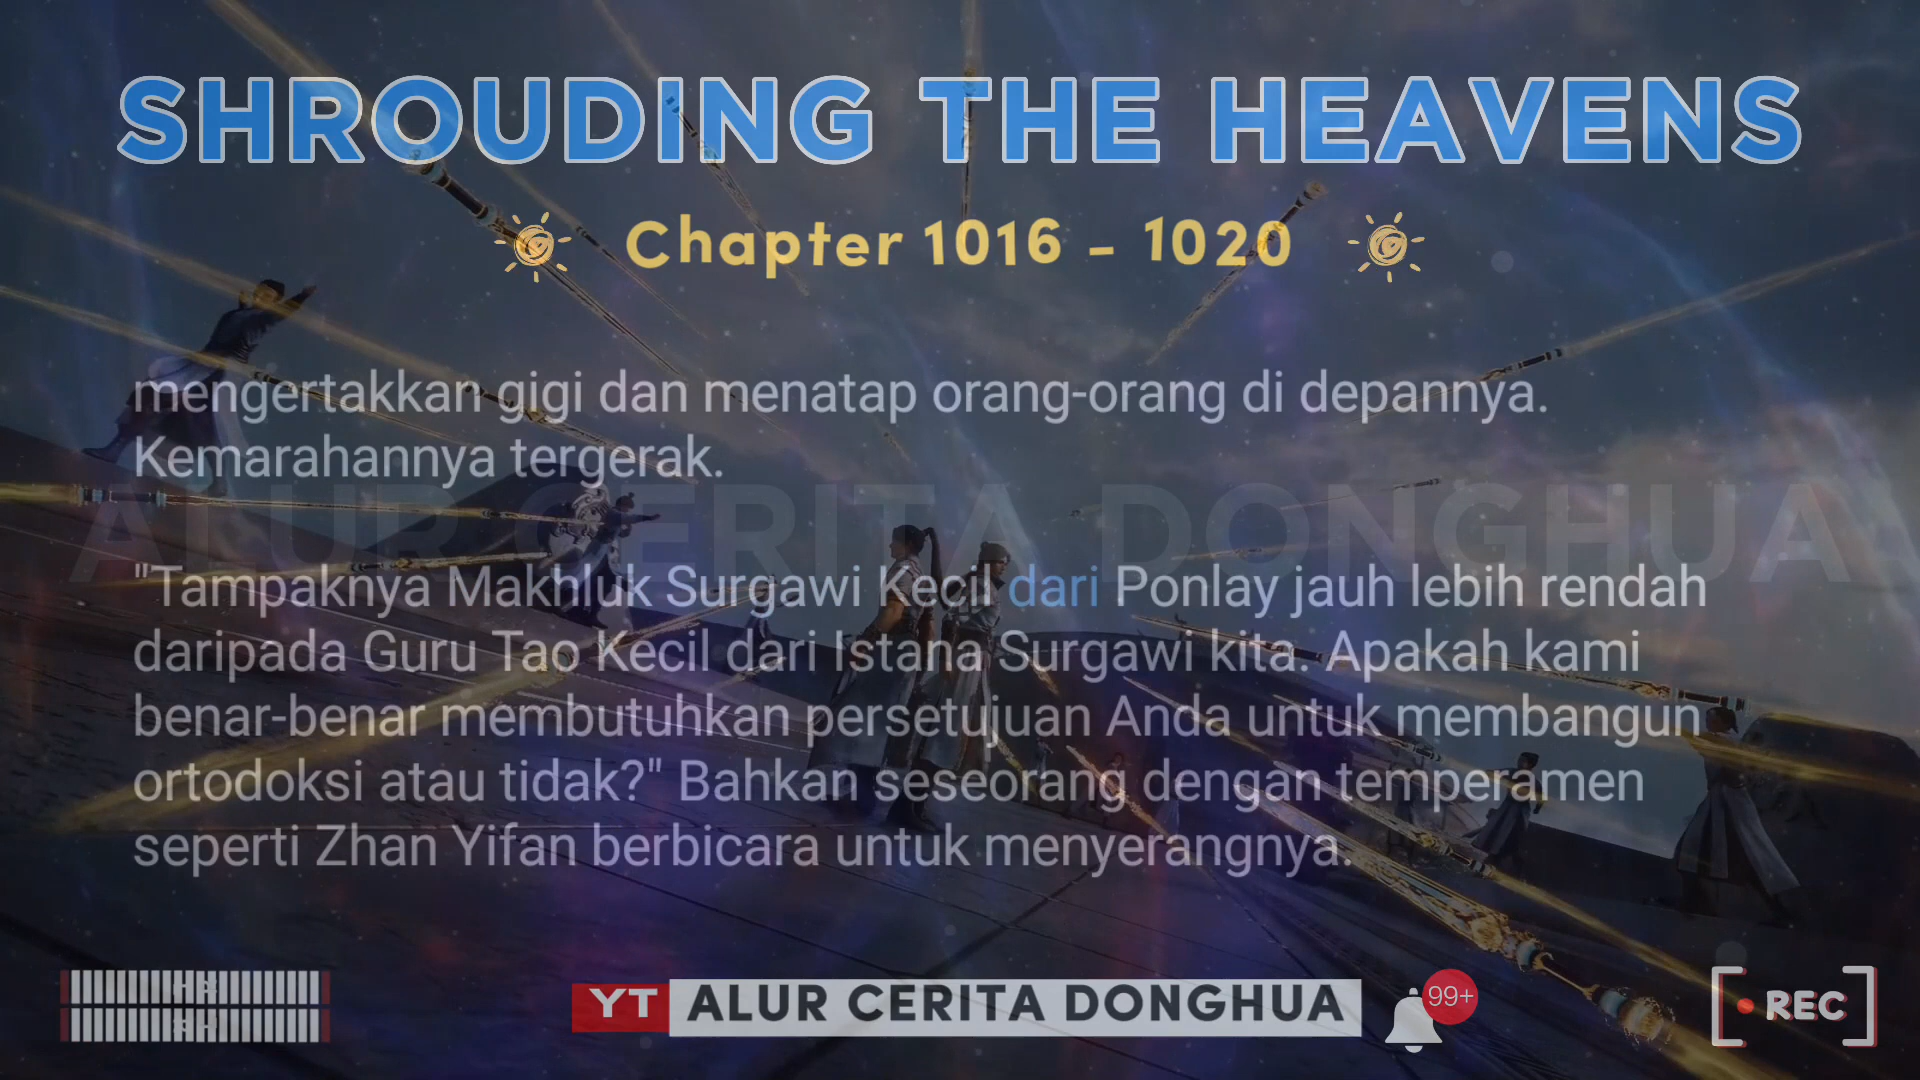 SHROUDING THE HEAVENS
Chapter 1016 - 1020
mengertakkan gigi dan menatap orang-orang di depannya.
Kemarahannya tergerak.
ALUR CERITA DONGHUA
"Tampaknya Makhluk Surgawi Kecil dari Ponlay jauh lebih rendah
daripada Guru Tao Kecil dari Istana Surgawi kita. Apakah kami
benar-benar membutuhkan persetujuan Anda untuk membangun
ortodoksi atau tidak?" Bahkan seseorang dengan temperamen
seperti Zhan Yifan berbicara untuk menyerangnya.
YT ALUR CERITA DONGHUA
99+
REC